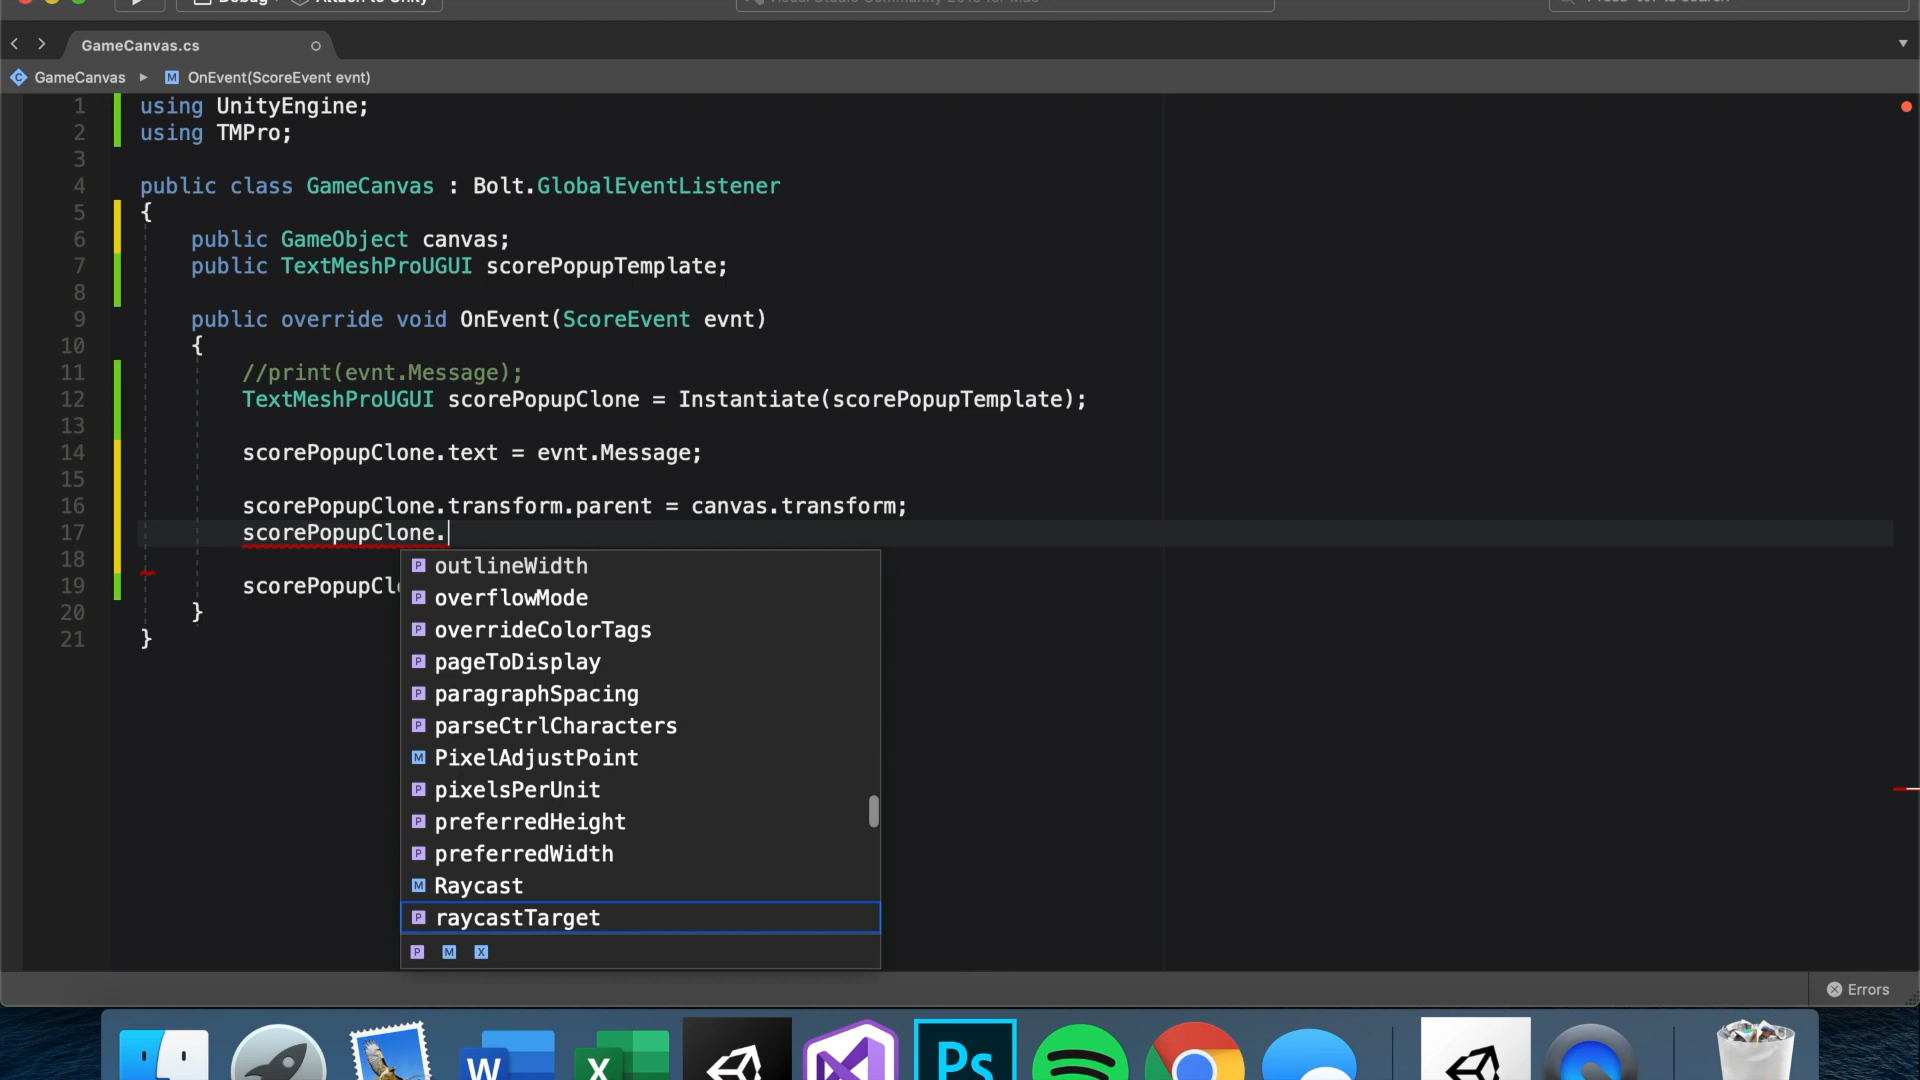 GameCanvas.cs
GameCanvas ▸ M OnEvent(ScoreEvent evnt)
1 using UnityEngine;
2 using TMPro;
3
4 public class GameCanvas : Bolt.GlobalEventListener
5 {
6 public GameObject canvas;
7 public TextMeshProUGUI scorePopupTemplate;
8
9 public override void OnEvent(ScoreEvent evnt)
10 {
11 //print(evnt.Message);
12 TextMeshProUGUI scorePopupClone = Instantiate(scorePopupTemplate);
13
14 scorePopupClone.text = evnt.Message;
15
16 scorePopupClone.transform.parent = canvas.transform;
17 scorePopupClone.
18
19 scorePopupCl
20 }
21 }
P outlineWidth
P overflowMode
P overrideColorTags
P pageToDisplay
P paragraphSpacing
P parseCtrlCharacters
M PixelAdjustPoint
P pixelsPerUnit
P preferredHeight
P preferredWidth
M Raycast
P raycastTarget
P M X
Errors
W X Ps